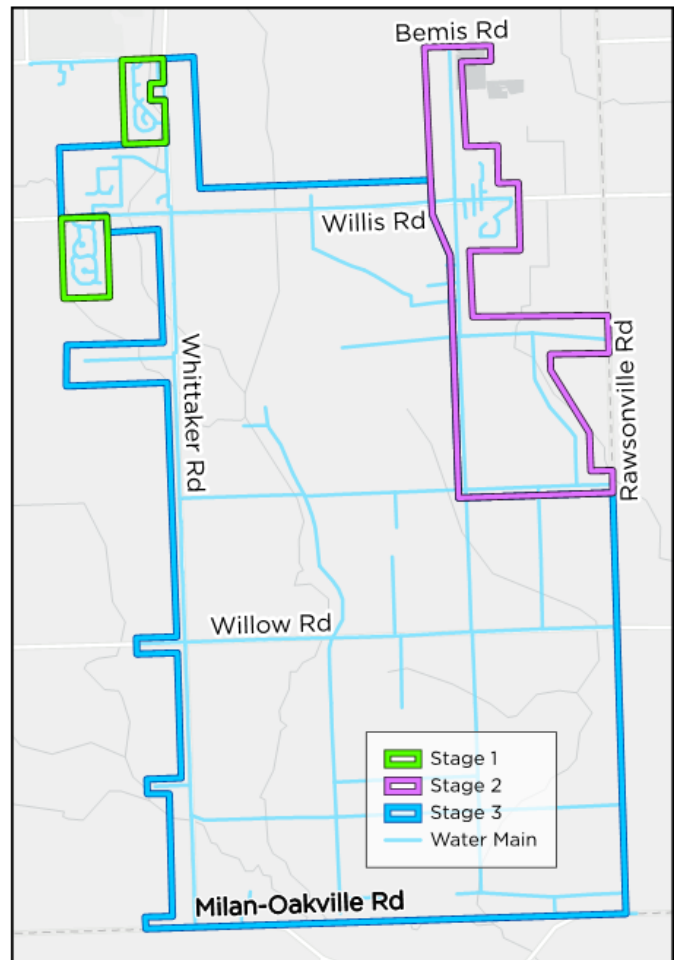 Bemis Rd
Willis Rd
Whittaker Rd
Rawsonville Rd
Willow Rd
Stage 1
Stage 2
Stage 3
Water Main
Milan-Oakville Rd